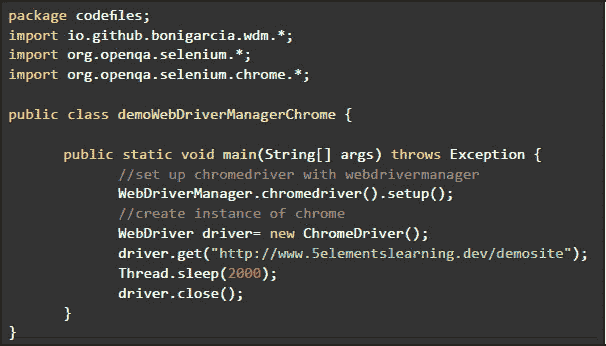 package codefiles;
import io.github.bonigarcia.wdm.*;
import org.openqa.selenium.*;
import org.openqa.selenium.chrome.*;
public class demoWebDriverManagerChrome {
public static void main(String[] args) throws Exception {
//set up chromedriver with webdrivermanager
WebDriverManager.chromedriver().setup();
//create instance of chrome
WebDriver driver= new ChromeDriver();
driver.get("http://www.5elementslearning.dev/demosite");
Thread.sleep(2000);
driver.close();
}
}